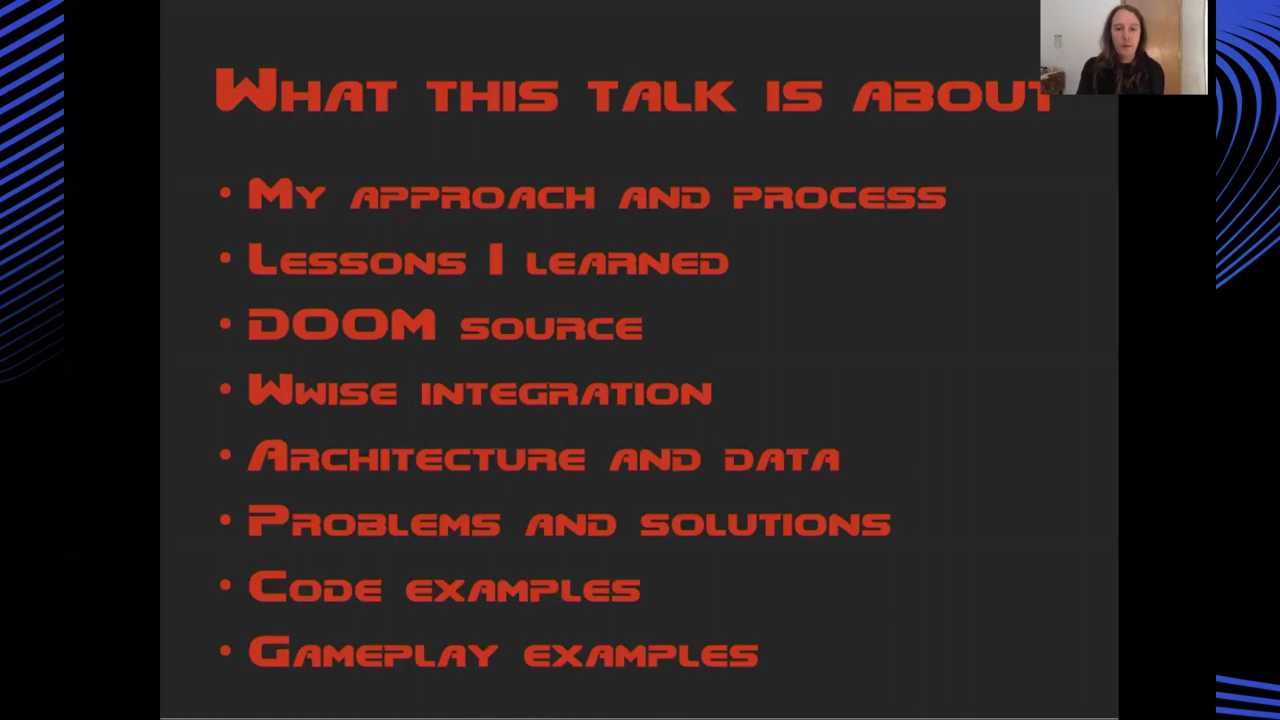 What this talk is about
• My approach and process
• Lessons I learned
• DOOM source
• Wwise integration
• Architecture and data
• Problems and solutions
• Code examples
• Gameplay examples